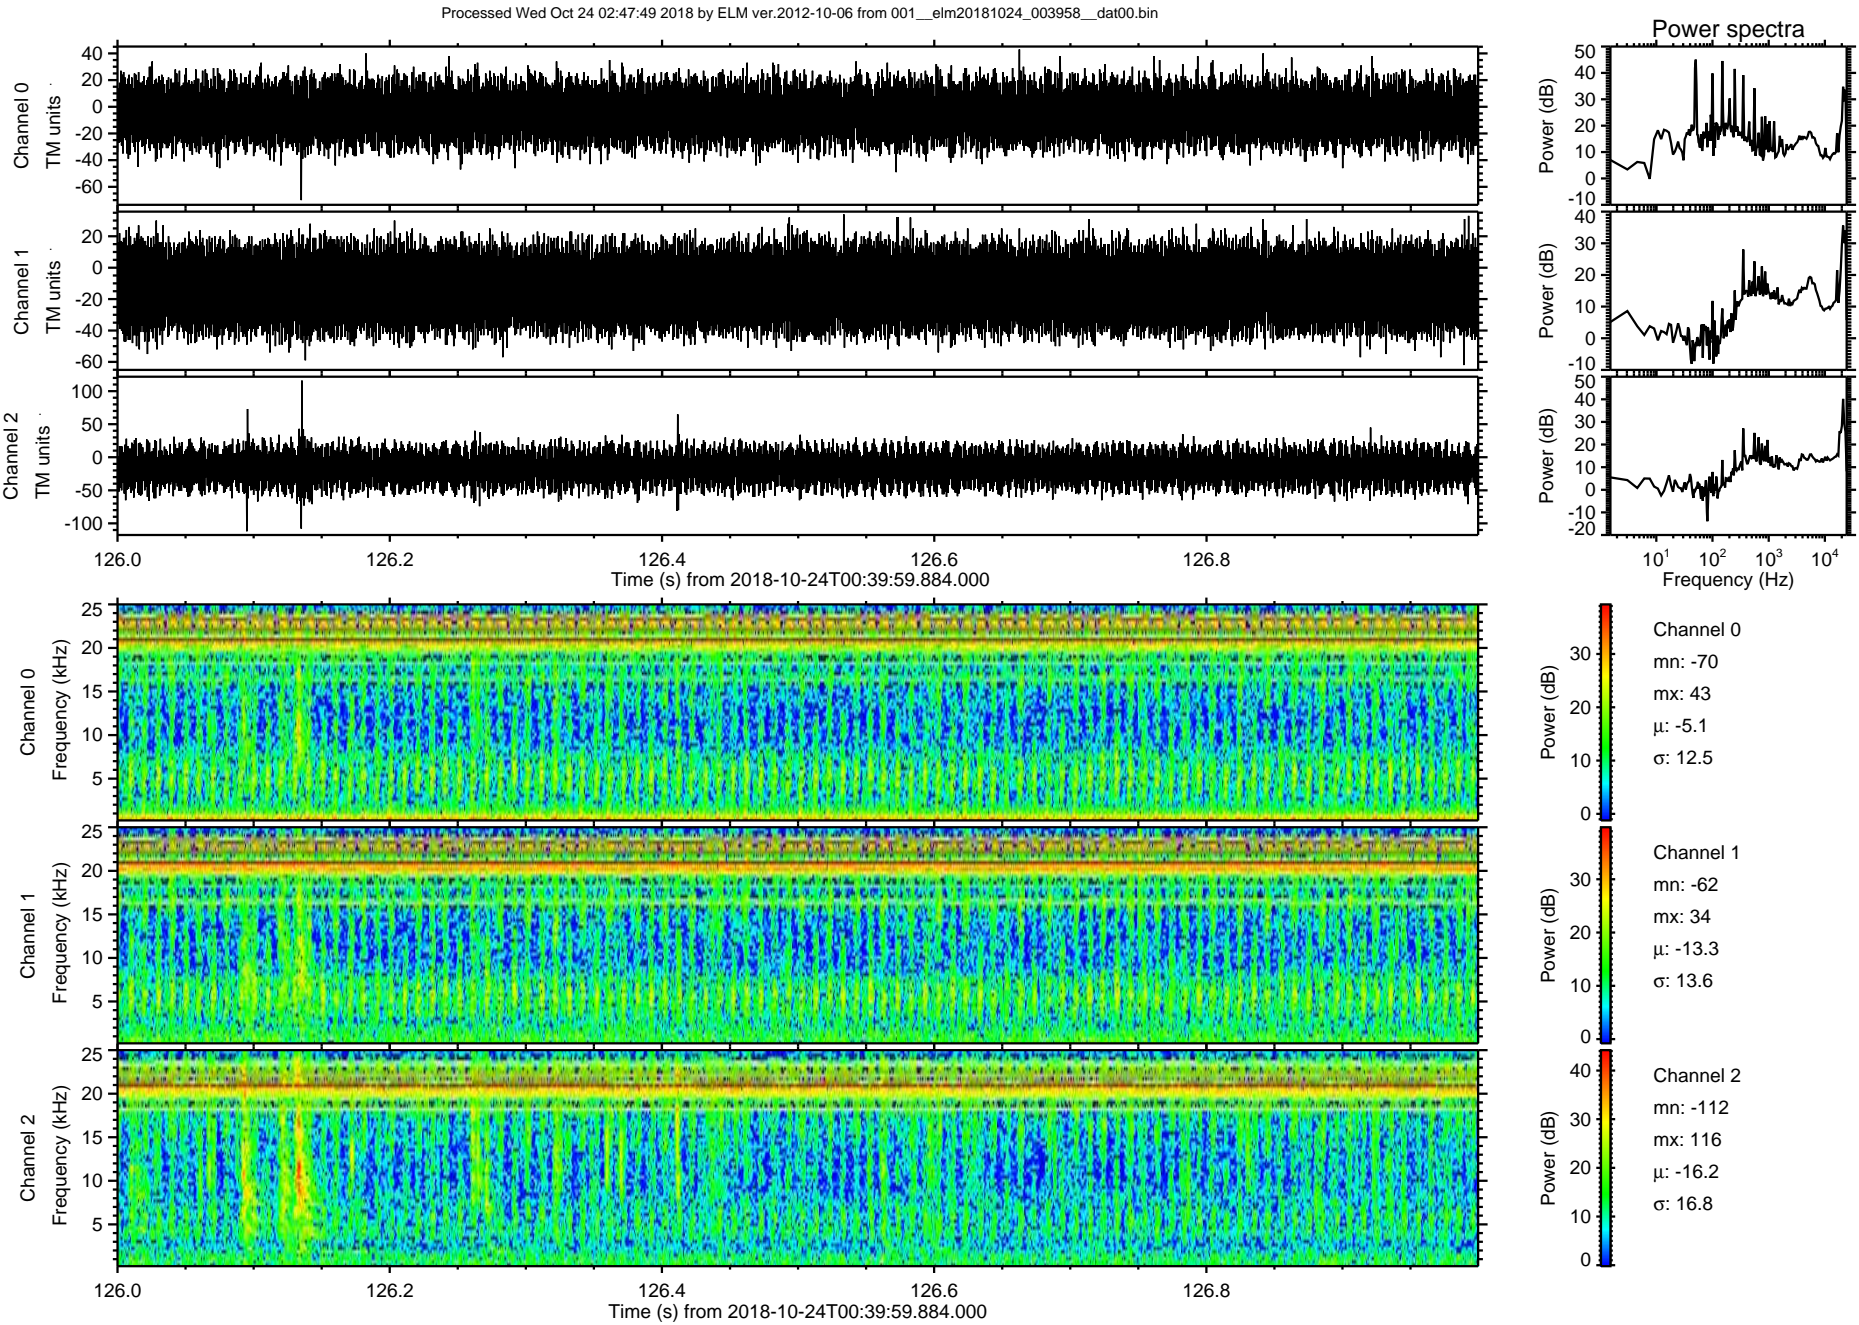 Processed Wed Oct 24 02:47:49 2018 by ELM ver.2012-10-06 from 001__elm20181024_003958__dat00.bin
Power spectra
Channel 0
TM units
40
20
0
-20
-40
-60
Power (dB)
50
40
30
20
10
0
-10
Channel 1
TM units
20
0
-20
-40
-60
Power (dB)
40
30
20
10
0
-10
Channel 2
TM units
100
50
0
-50
-100
Power (dB)
50
40
30
20
10
0
-10
-20
126.0 126.2 126.4 126.6 126.8
Time (s) from 2018-10-24T00:39:59.884.000
10¹ 10² 10³ 10⁴
Frequency (Hz)
Channel 0
Frequency (kHz)
25
20
15
10
5
Power (dB)
30
20
10
0
Channel 0
mn: -70
mx: 43
μ: -5.1
σ: 12.5
Channel 1
Frequency (kHz)
25
20
15
10
5
Power (dB)
30
20
10
0
Channel 1
mn: -62
mx: 34
μ: -13.3
σ: 13.6
Channel 2
Frequency (kHz)
25
20
15
10
5
Power (dB)
40
30
20
10
0
Channel 2
mn: -112
mx: 116
μ: -16.2
σ: 16.8
126.0 126.2 126.4 126.6 126.8
Time (s) from 2018-10-24T00:39:59.884.000